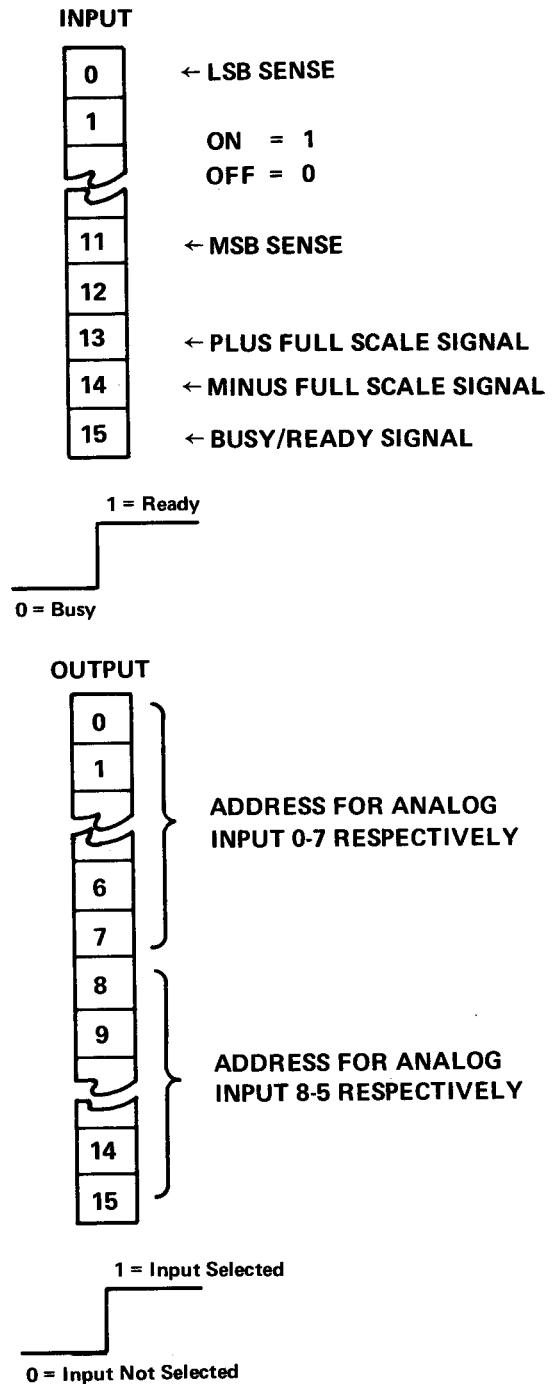 INPUT
0 ← LSB SENSE
1
ON = 1
OFF = 0
11 ← MSB SENSE
12
13 ← PLUS FULL SCALE SIGNAL
14 ← MINUS FULL SCALE SIGNAL
15 ← BUSY/READY SIGNAL
1 = Ready
0 = Busy
OUTPUT
0
1
ADDRESS FOR ANALOG
INPUT 0-7 RESPECTIVELY
6
7
8
9
ADDRESS FOR ANALOG
INPUT 8-5 RESPECTIVELY
14
15
1 = Input Selected
0 = Input Not Selected